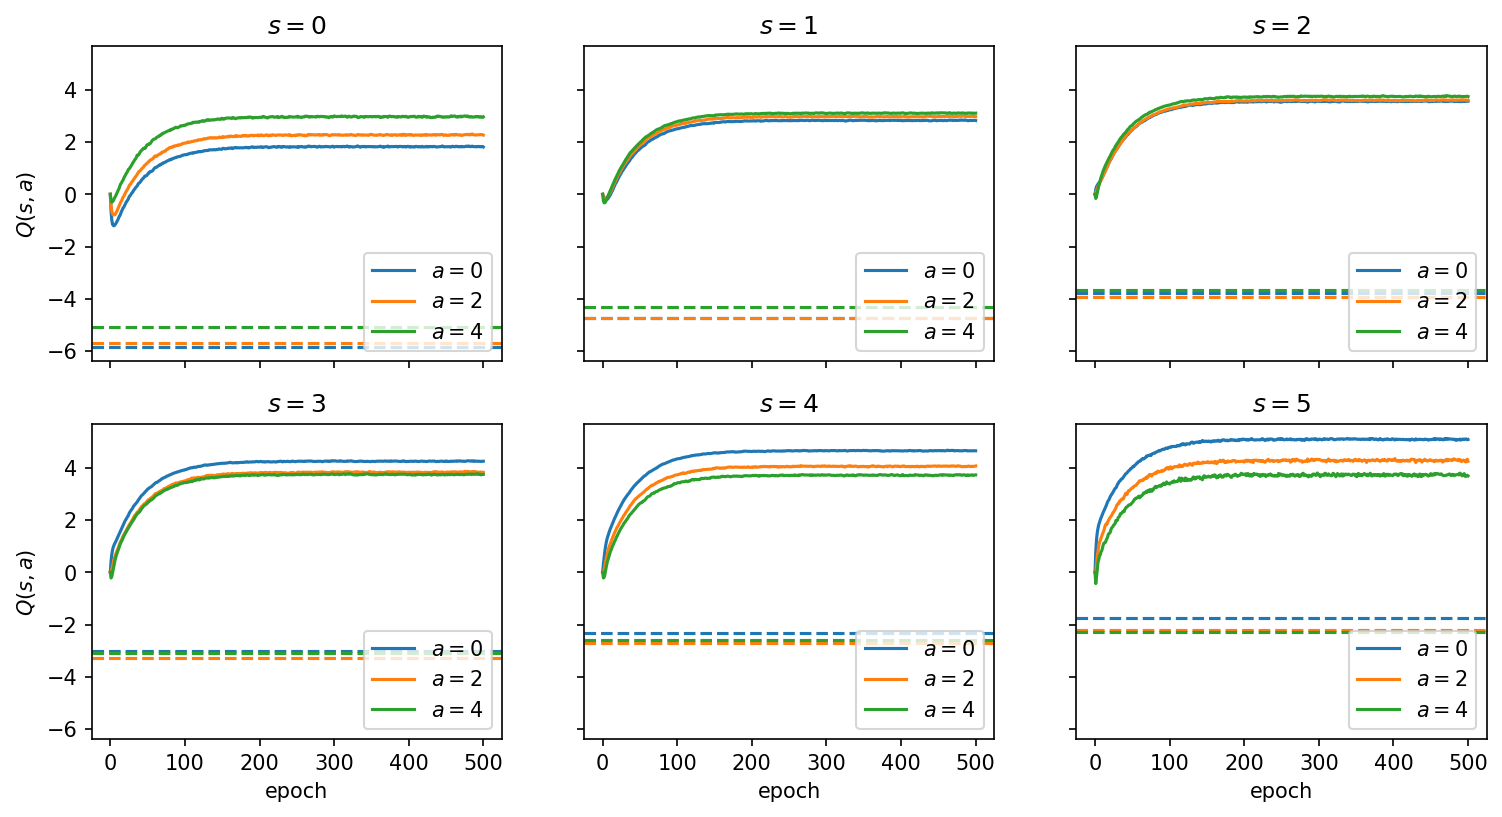 s = 0
s = 1
s = 2
Q(s, a)
4
2
0
−2
−4
−6
a = 0
a = 2
a = 4
a = 0
a = 2
a = 4
a = 0
a = 2
a = 4
s = 3
s = 4
s = 5
Q(s, a)
4
2
0
−2
−4
−6
a = 0
a = 2
a = 4
a = 0
a = 2
a = 4
a = 0
a = 2
a = 4
0 100 200 300 400 500
0 100 200 300 400 500
0 100 200 300 400 500
epoch
epoch
epoch